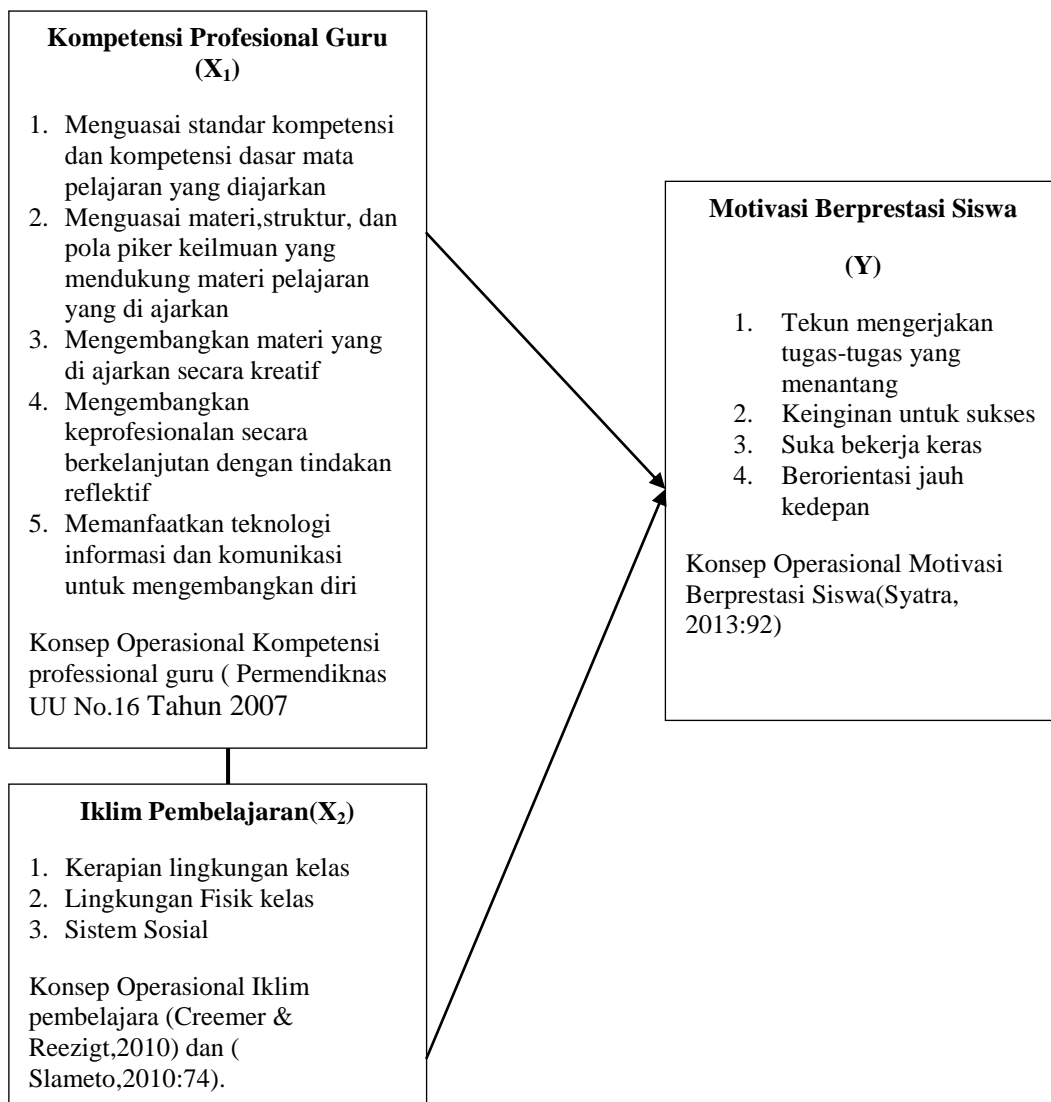 Kompetensi Profesional Guru
(X₁)
1. Menguasai standar kompetensi
dan kompetensi dasar mata
pelajaran yang diajarkan
2. Menguasai materi,struktur, dan
pola piker keilmuan yang
mendukung materi pelajaran
yang di ajarkan
3. Mengembangkan materi yang
di ajarkan secara kreatif
4. Mengembangkan
keprofesionalan secara
berkelanjutan dengan tindakan
reflektif
5. Memanfaatkan teknologi
informasi dan komunikasi
untuk mengembangkan diri
Konsep Operasional Kompetensi
professional guru ( Permendiknas
UU No.16 Tahun 2007
Iklim Pembelajaran(X₂)
1. Kerapian lingkungan kelas
2. Lingkungan Fisik kelas
3. Sistem Sosial
Konsep Operasional Iklim
pembelajara (Creemer &
Reezigt,2010) dan (
Slameto,2010:74).
Motivasi Berprestasi Siswa
(Y)
1. Tekun mengerjakan
tugas-tugas yang
menantang
2. Keinginan untuk sukses
3. Suka bekerja keras
4. Berorientasi jauh
kedepan
Konsep Operasional Motivasi
Berprestasi Siswa(Syatra,
2013:92)